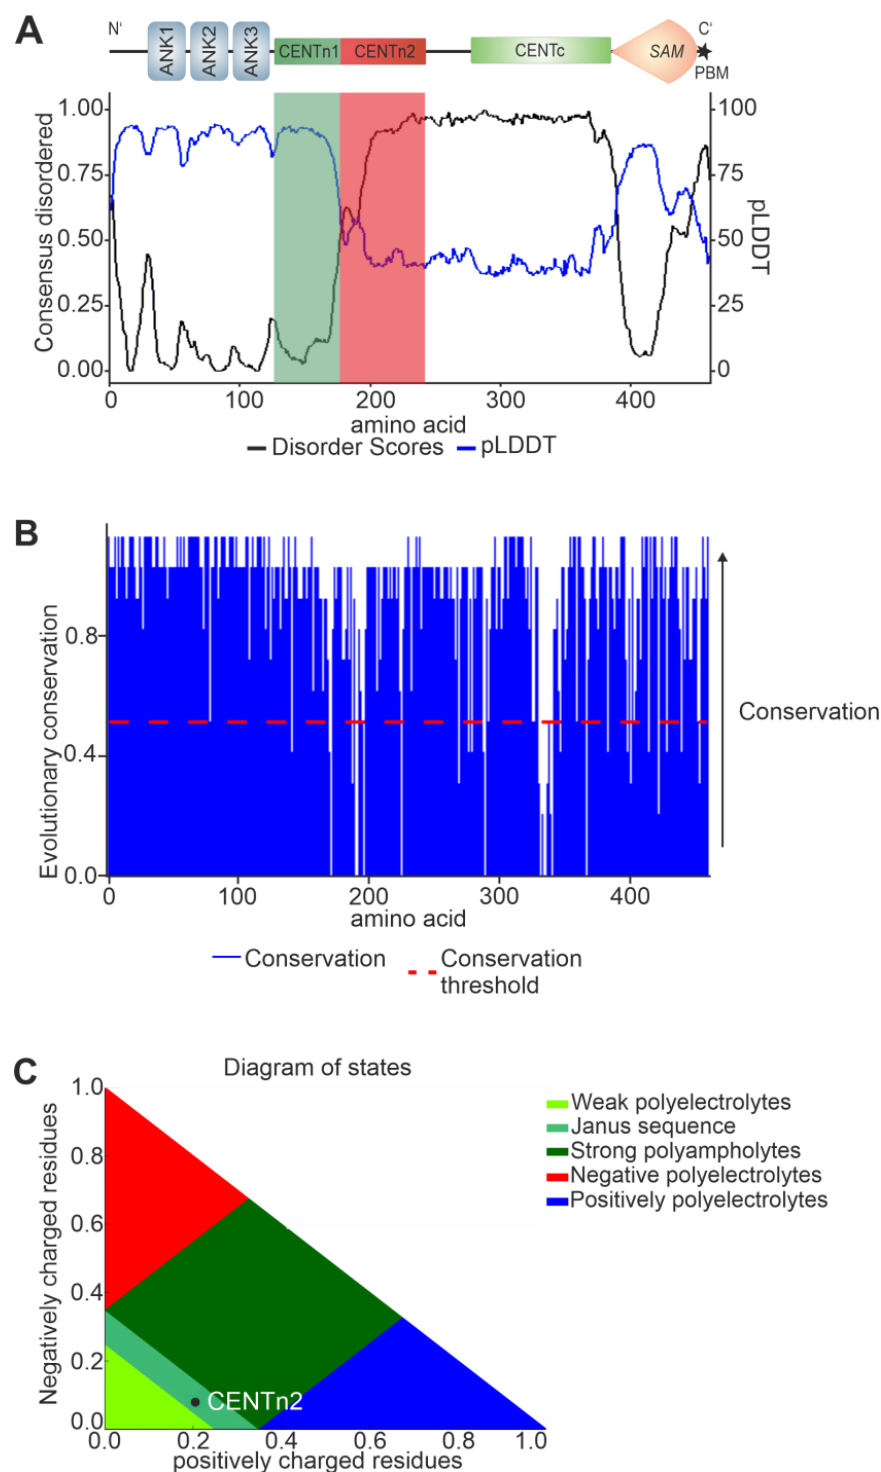 A
N' C'
ANK1 ANK2 ANK3 CENTn1 CENTn2 CENTc SAM
PBM
1.00 100
0.75 75
0.50 50
0.25 25
0.00 0
Consensus disordered
pLDDT
0 100 200 300 400
amino acid
Disorder Scores pLDDT
B
0.8
0.4
0.0
Evolutionary conservation
Conservation
0 100 200 300 400
amino acid
Conservation Conservation
threshold
C
Diagram of states
1.0
0.8
0.6
0.4
0.2
0.0
Negatively charged residues
CENTn2
0.0 0.2 0.4 0.6 0.8 1.0
positively charged residues
Weak polyelectrolytes
Janus sequence
Strong polyampholytes
Negative polyelectrolytes
Positively polyelectrolytes